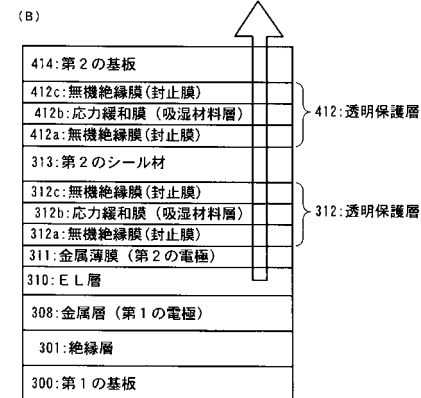 (B)
414:第2の基板
412c:無機絶縁膜(封止膜)
412b:応力緩和膜 (吸湿材料層)
412a:無機絶縁膜(封止膜)
412:透明保護層
313:第2のシール材
312c:無機絶縁膜(封止膜)
312b:応力緩和膜 (吸湿材料層)
312a:無機絶縁膜(封止膜)
312:透明保護層
311:金属薄膜 (第2の電極)
310:EL層
308:金属層 (第1の電極)
301:絶縁層
300:第1の基板